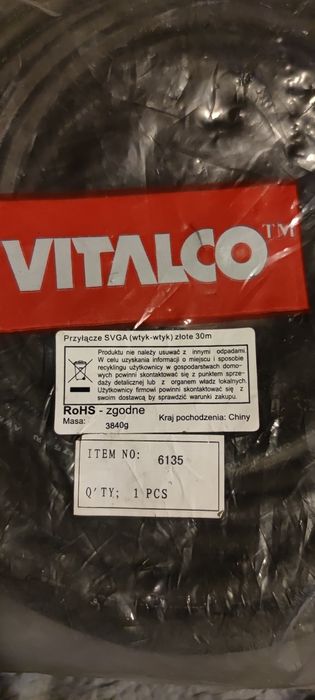 VITALCO™
Przyłącze SVGA (wtyk-wtyk) złote 30m
Produktu nie należy usuwać z innymi odpadami.
W celu uzyskania informacji o miejscu i sposobie
recyklingu użytkownicy w gospodarstwach domo-
wych powinni skontaktować się z punktem sprze-
daży detalicznej lub z organem władz lokalnych.
Użytkownicy firmowi powinni skontaktować się z
swoim dostawcą by sprawdzić warunki zakupu.
RoHS - zgodne
Masa: 3840g
Kraj pochodzenia: Chiny
ITEM NO: 6135
Q'TY; 1 PCS